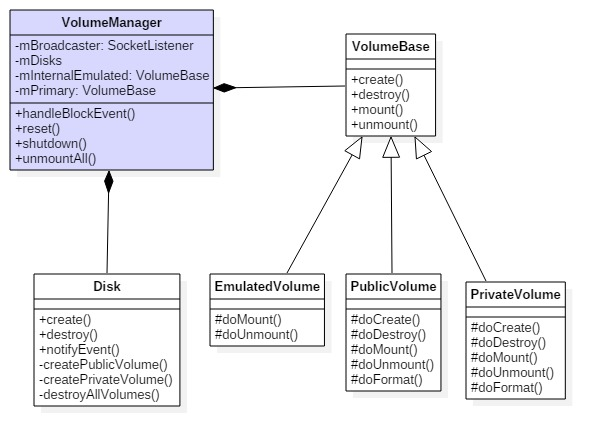 VolumeManager
-mBroadcaster: SocketListener
-mDisks
-mInternalEmulated: VolumeBase
-mPrimary: VolumeBase
+handleBlockEvent()
+reset()
+shutdown()
+unmountAll()
VolumeBase
+create()
+destroy()
+mount()
+unmount()
Disk
+create()
+destroy()
+notifyEvent()
-createPublicVolume()
-createPrivateVolume()
-destroyAllVolumes()
EmulatedVolume
#doMount()
#doUnmount()
PublicVolume
#doCreate()
#doDestroy()
#doMount()
#doUnmount()
#doFormat()
PrivateVolume
#doCreate()
#doDestroy()
#doMount()
#doUnmount()
#doFormat()